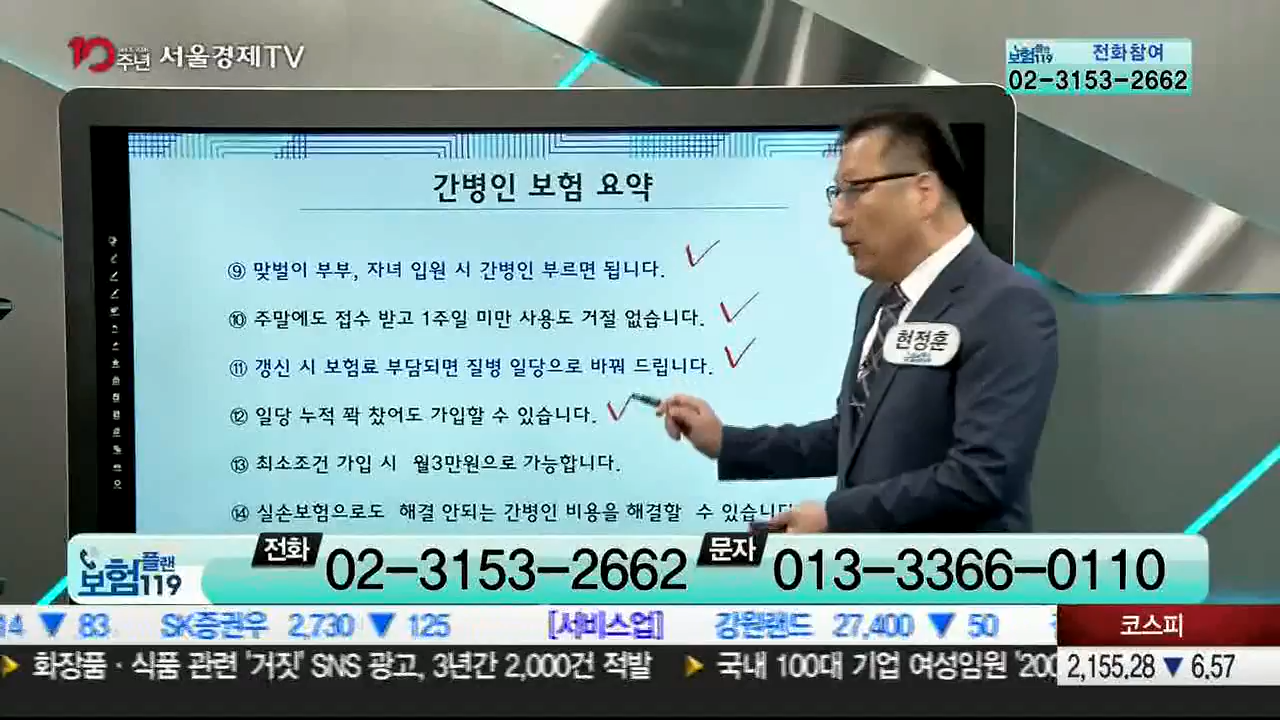 10주년 서울경제TV
보험플랜119 전화참여
02-3153-2662
간병인 보험 요약
⑨ 맞벌이 부부, 자녀 입원 시 간병인 부르면 됩니다.
⑩ 주말에도 접수 받고 1주일 미만 사용도 거절 없습니다.
⑪ 갱신 시 보험료 부담되면 질병 일당으로 바꿔 드립니다.
현정훈
⑫ 일당 누적 꽉 찼어도 가입할 수 있습니다.
⑬ 최소조건 가입 시 월3만원으로 가능합니다.
⑭ 실손보험으로도 해결 안되는 간병인 비용을 해결할 수 있습니다
보험플랜119 전화 02-3153-2662 문자 013-3366-0110
14 ▼ 83 SK증권우 2,730 ▼ 125 [서비스업] 강원랜드 27,400 ▼ 50
코스피
화장품·식품 관련 '거짓' SNS 광고, 3년간 2,000건 적발 국내 100대 기업 여성임원 '200
2,155.28 ▼ 6.57